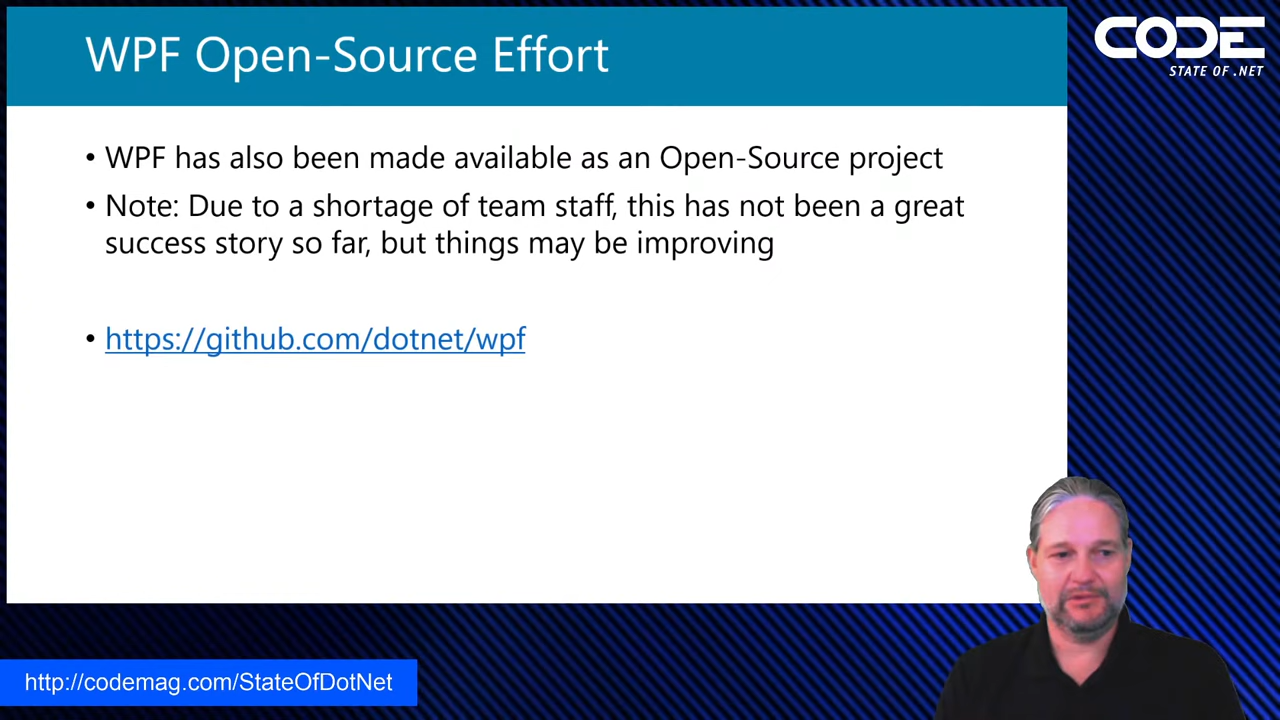 WPF Open-Source Effort
CODE
STATE OF .NET
• WPF has also been made available as an Open-Source project
• Note: Due to a shortage of team staff, this has not been a great
success story so far, but things may be improving
• https://github.com/dotnet/wpf
http://codemag.com/StateOfDotNet